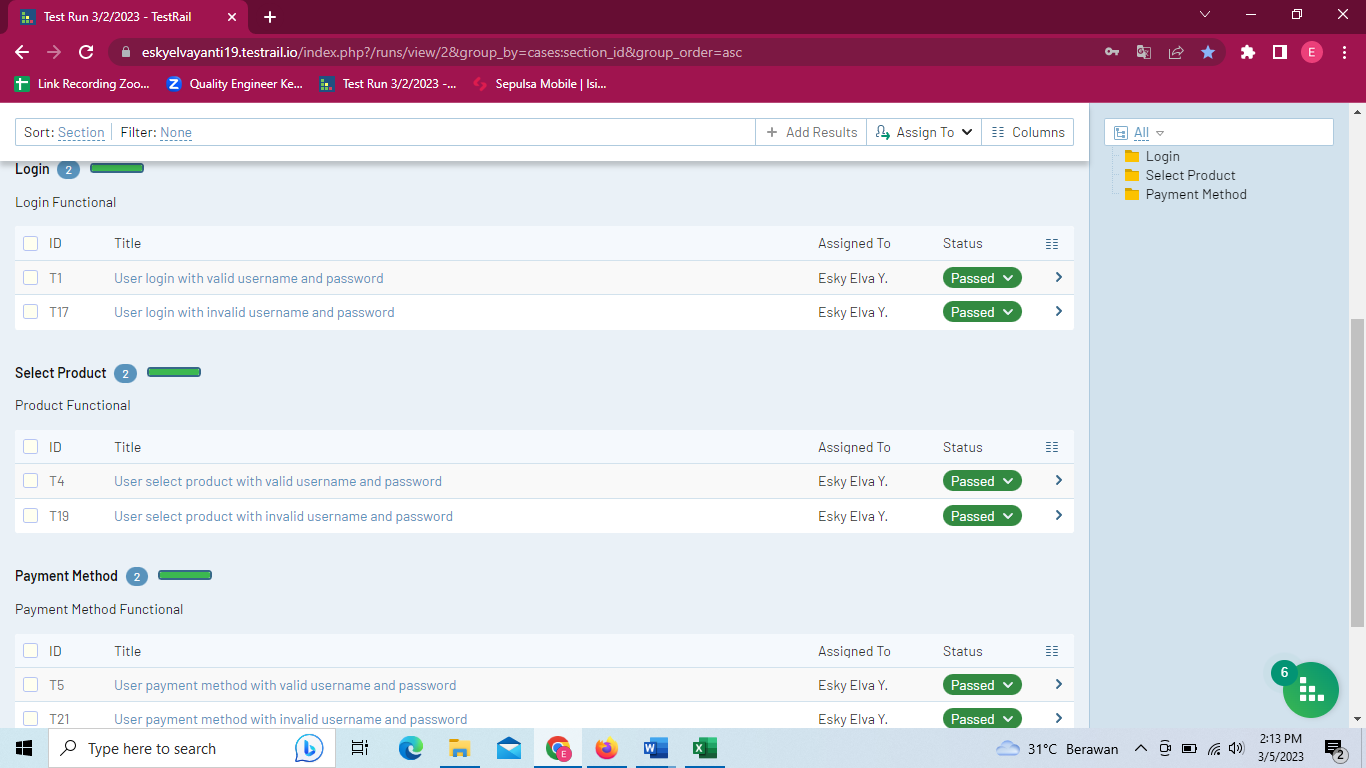 Test Run 3/2/2023 - TestRail
eskyelvayanti19.testrail.io/index.php?/runs/view/2&group_by=cases:section_id&group_order=asc
E
Link Recording Zoo... Quality Engineer Ke... Test Run 3/2/2023 -... Sepulsa Mobile | Isi...
Sort: Section Filter: None + Add Results Assign To Columns
All
Login
Select Product
Payment Method
Login 2
Login Functional
ID Title Assigned To Status
T1 User login with valid username and password Esky Elva Y. Passed
T17 User login with invalid username and password Esky Elva Y. Passed
Select Product 2
Product Functional
ID Title Assigned To Status
T4 User select product with valid username and password Esky Elva Y. Passed
T19 User select product with invalid username and password Esky Elva Y. Passed
Payment Method 2
Payment Method Functional
ID Title Assigned To Status
T5 User payment method with valid username and password Esky Elva Y. Passed
T21 User payment method with invalid username and password Esky Elva Y. Passed
6
Type here to search
31°C Berawan
2:13 PM
3/5/2023
2